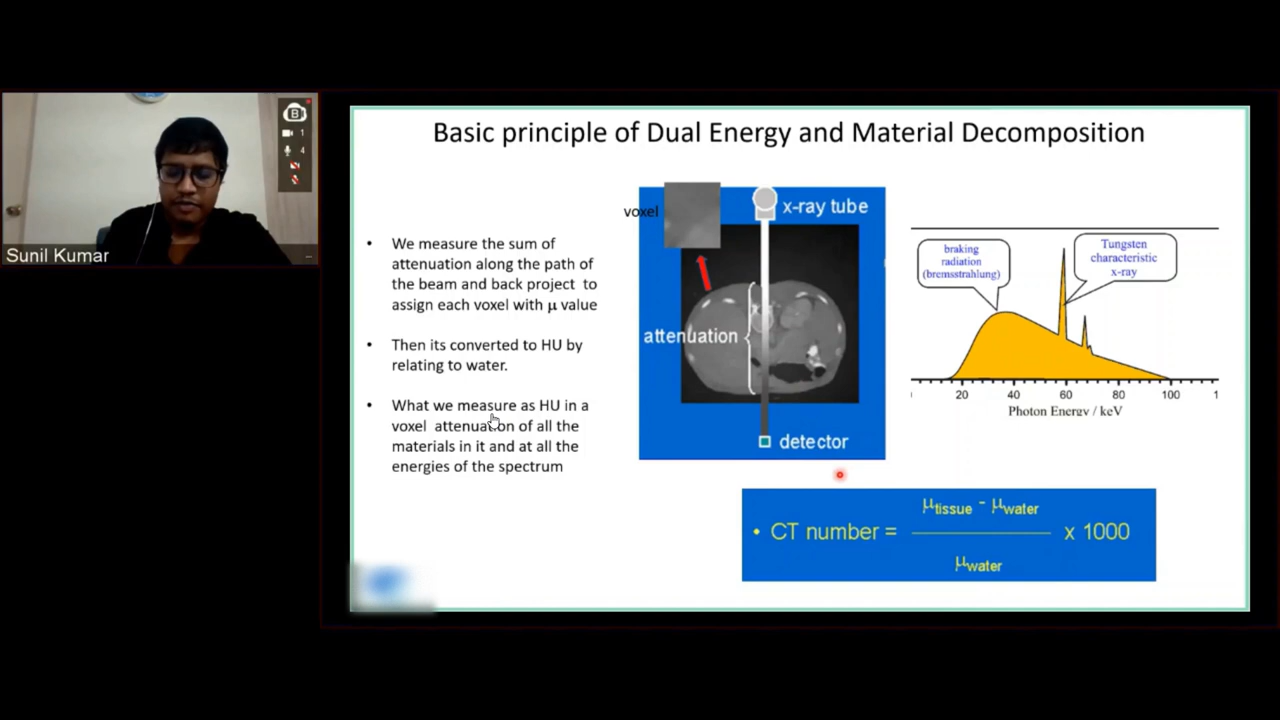 Basic principle of Dual Energy and Material Decomposition
Sunil Kumar
B
1
4
• We measure the sum of
attenuation along the path of
the beam and back project to
assign each voxel with μ value
• Then its converted to HU by
relating to water.
• What we measure as HU in a
voxel attenuation of all the
materials in it and at all the
energies of the spectrum
voxel
x-ray tube
attenuation
detector
braking
radiation
(bremsstrahlung)
Tungsten
characteristic
x-ray
20 40 60 80 100 1
Photon Energy / keV
• CT number = μtissue - μwater
x 1000
μwater